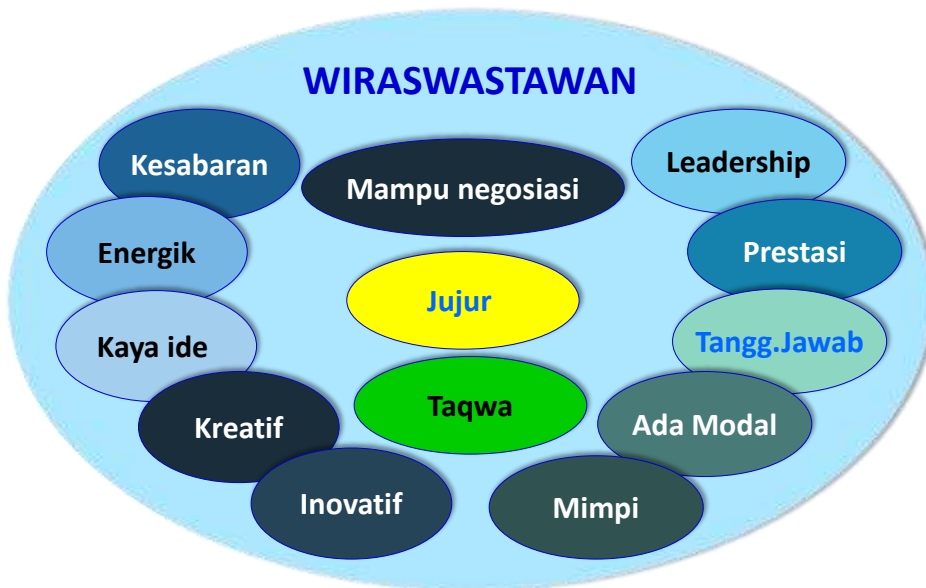 WIRASWASTAWAN
Kesabaran
Mampu negosiasi
Leadership
Energik
Prestasi
Jujur
Kaya ide
Tangg.Jawab
Taqwa
Kreatif
Ada Modal
Inovatif
Mimpi